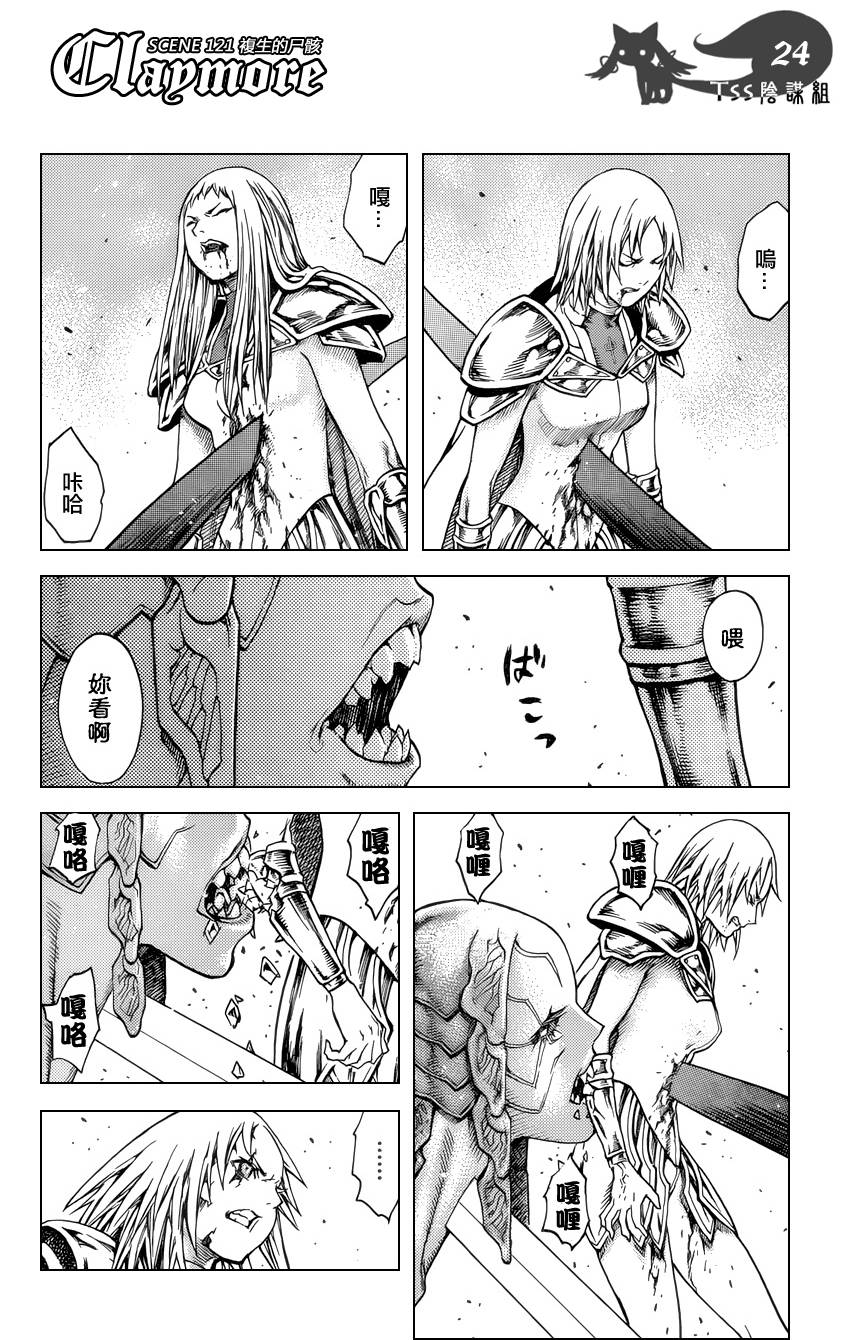 SCENE 121 複生的尸骸
Claymore
24
Tss陰謀組
嗚…
嘎…
咔哈
喂
ばこっ
妳看啊
嘎喱
嘎喱
嘎喱
嘎咯
嘎咯
嘎咯
……